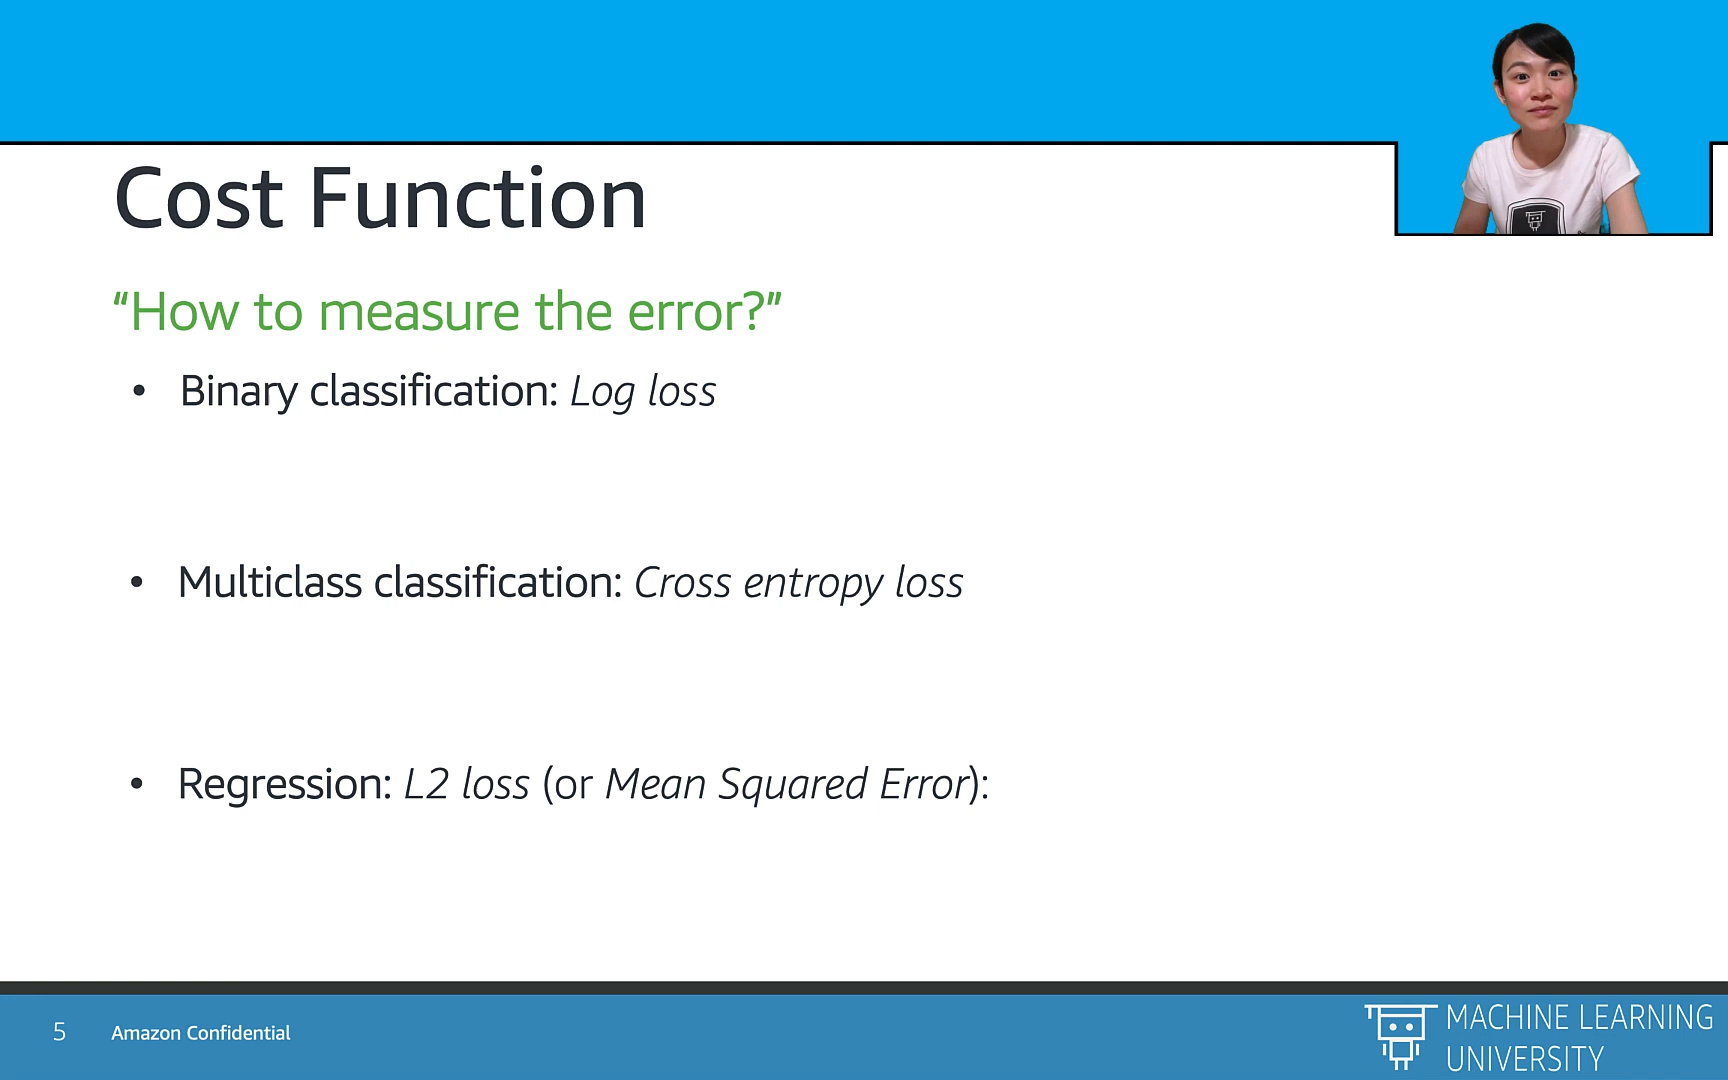 Cost Function
“How to measure the error?”
• Binary classification: Log loss
• Multiclass classification: Cross entropy loss
• Regression: L2 loss (or Mean Squared Error):
5 Amazon Confidential
MACHINE LEARNING
UNIVERSITY